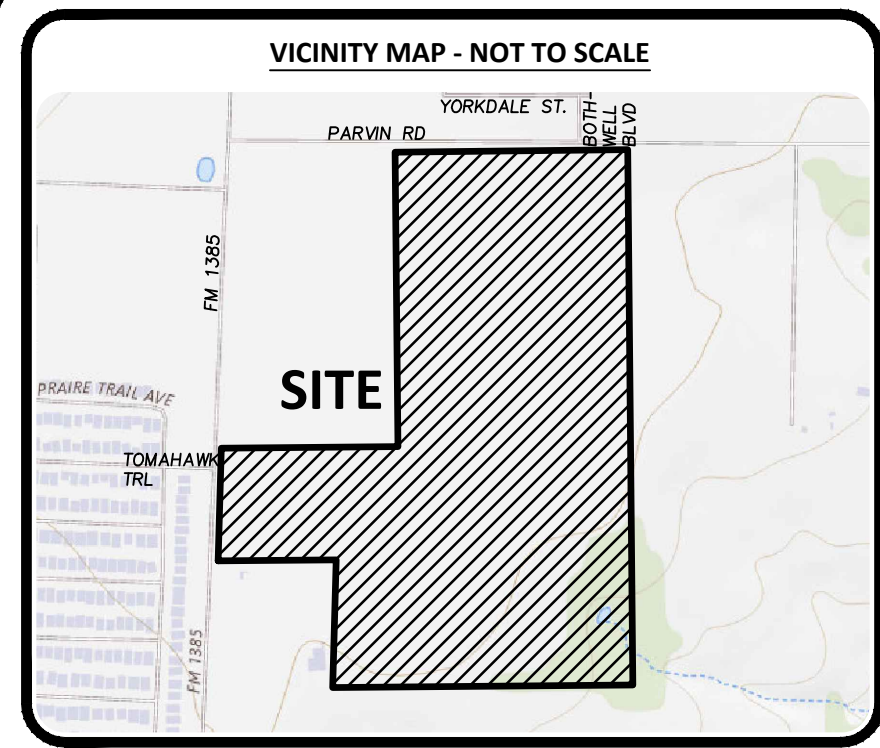 VICINITY MAP - NOT TO SCALE
YORKDALE ST.
BOTH-
WELL
BLVD
PARVIN RD
FM 1385
SITE
PRAIRE TRAIL AVE
TOMAHAWK
TRL
FM 1385